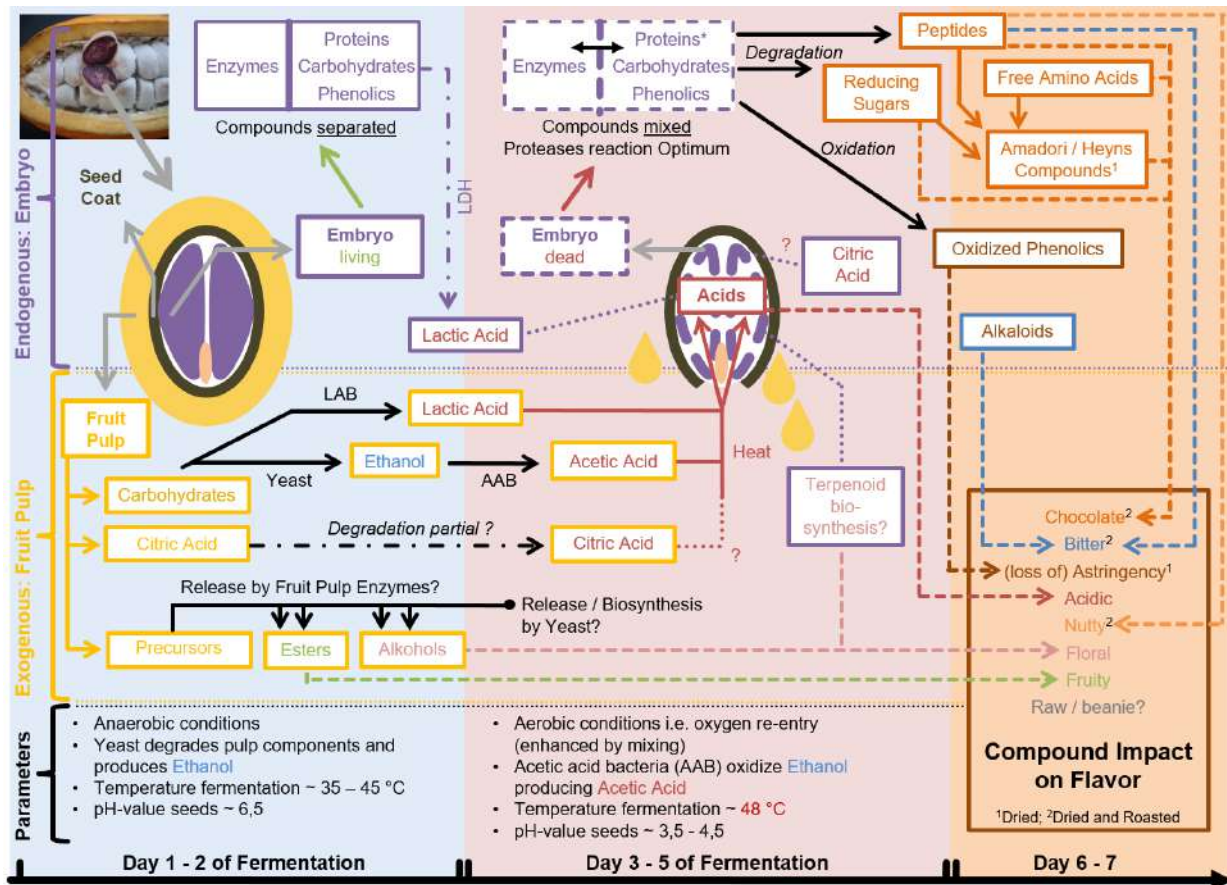 Endogenous: Embryo
Seed
Coat
Enzymes
Proteins
Carbohydrates
Phenolics
Compounds separated
Embryo
living
LDH
Lactic Acid
Enzymes
Proteins*
Carbohydrates
Phenolics
Compounds mixed
Proteases reaction Optimum
Embryo
dead
Acids
?
Citric
Acid
Degradation
Oxidation
Peptides
Reducing
Sugars
Free Amino Acids
Amadori / Heyns
Compounds¹
Oxidized Phenolics
Alkaloids
Exogenous: Fruit Pulp
Fruit
Pulp
LAB
Lactic Acid
Yeast
Ethanol
AAB
Acetic Acid
Heat
Carbohydrates
Citric Acid
Degradation partial ?
Citric Acid
?
Terpenoid
bio-
synthesis?
Release by Fruit Pulp Enzymes?
Release / Biosynthesis
by Yeast?
Precursors
Esters
Alkohols
Chocolate²
Bitter²
(loss of) Astringency¹
Acidic
Nutty²
Floral
Fruity
Raw / beanie?
Compound Impact
on Flavor
¹Dried; ²Dried and Roasted
Parameters
• Anaerobic conditions
• Yeast degrades pulp components and
produces Ethanol
• Temperature fermentation ~ 35 – 45 °C
• pH-value seeds ~ 6,5
• Aerobic conditions i.e. oxygen re-entry
(enhanced by mixing)
• Acetic acid bacteria (AAB) oxidize Ethanol
producing Acetic Acid
• Temperature fermentation ~ 48 °C
• pH-value seeds ~ 3,5 - 4,5
Day 1 - 2 of Fermentation
Day 3 - 5 of Fermentation
Day 6 - 7